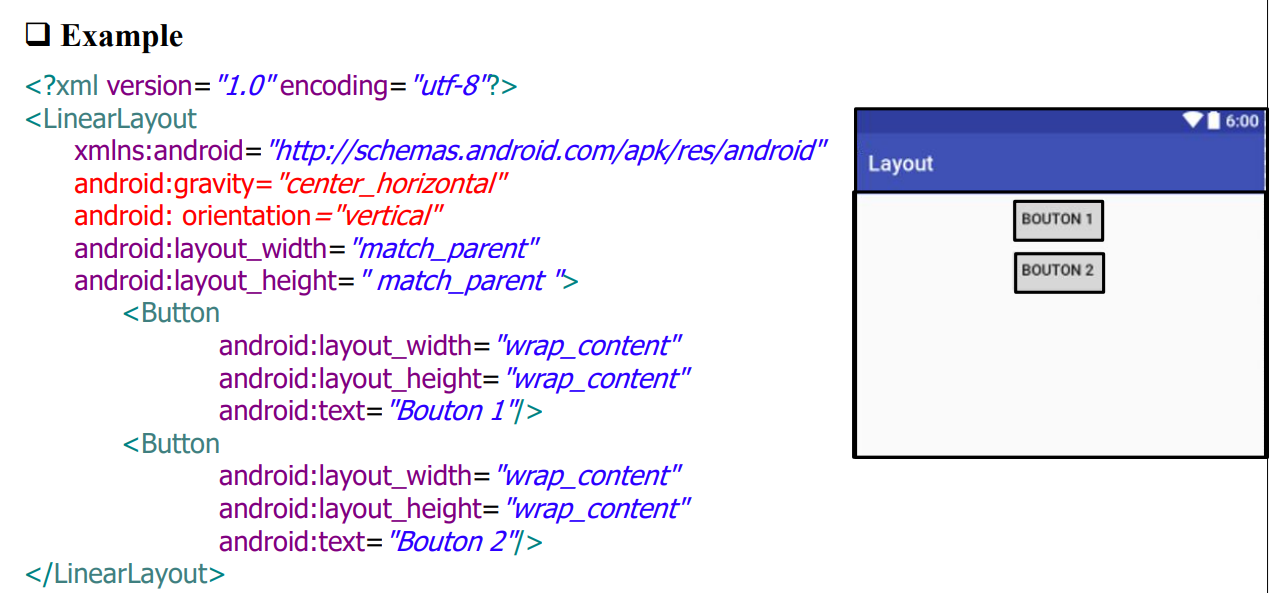 ❑ Example
<?xml version="1.0" encoding="utf-8"?>
<LinearLayout
xmlns:android="http://schemas.android.com/apk/res/android"
android:gravity="center_horizontal"
android: orientation="vertical"
android:layout_width="match_parent"
android:layout_height=" match_parent ">
<Button
android:layout_width="wrap_content"
android:layout_height="wrap_content"
android:text="Bouton 1"/>
<Button
android:layout_width="wrap_content"
android:layout_height="wrap_content"
android:text="Bouton 2"/>
</LinearLayout>
6:00
Layout
BOUTON 1
BOUTON 2